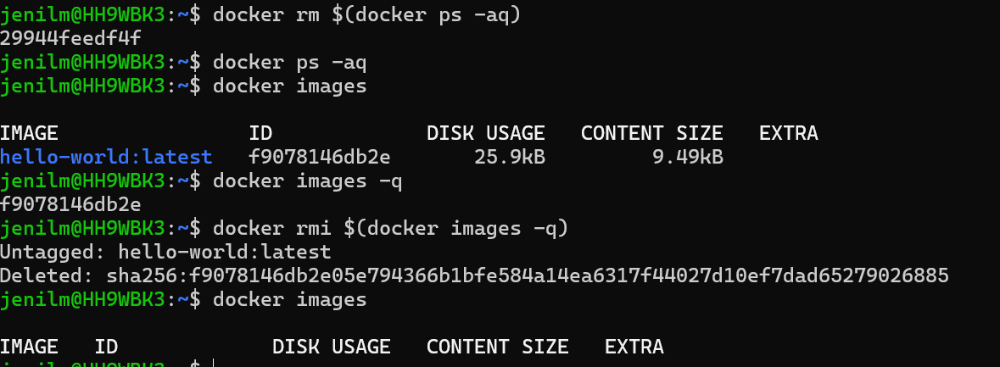 jenilm@HH9WBK3:~$ docker rm $(docker ps -aq)
29944feedf4f
jenilm@HH9WBK3:~$ docker ps -aq
jenilm@HH9WBK3:~$ docker images
IMAGE ID DISK USAGE CONTENT SIZE EXTRA
hello-world:latest f9078146db2e 25.9kB 9.49kB
jenilm@HH9WBK3:~$ docker images -q
f9078146db2e
jenilm@HH9WBK3:~$ docker rmi $(docker images -q)
Untagged: hello-world:latest
Deleted: sha256:f9078146db2e05e794366b1bfe584a14ea6317f44027d10ef7dad65279026885
jenilm@HH9WBK3:~$ docker images
IMAGE ID DISK USAGE CONTENT SIZE EXTRA
jenilm@HH9WBK3:~$